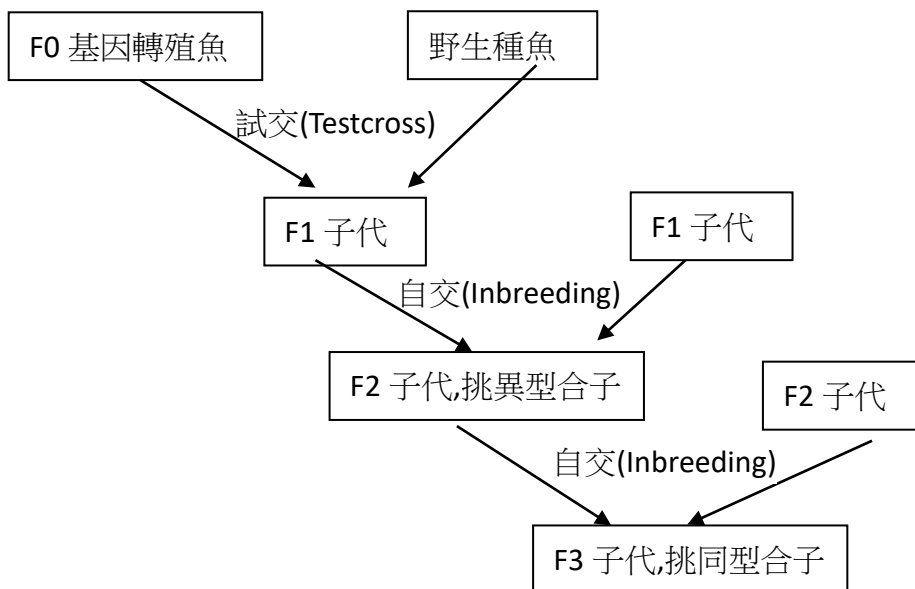 F0 基因轉殖魚
野生種魚
試交(Testcross)
F1 子代
F1 子代
自交(Inbreeding)
F2 子代,挑異型合子
F2 子代
自交(Inbreeding)
F3 子代,挑同型合子